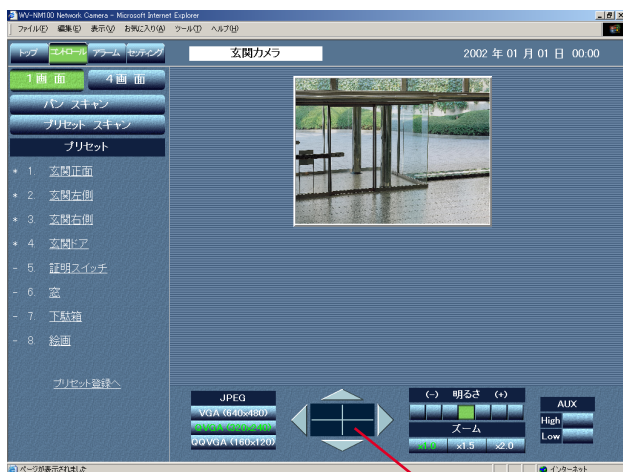 WV-NM100 Network Camera - Microsoft Internet Explorer
ファイル(F) 編集(E) 表示(V) お気に入り(A) ツール(T) ヘルプ(H)
トップ コントロール アラーム セッティング
玄関カメラ
2002 年 01 月 01 日 00:00
1 画 面 4 画 面
パン スキャン
プリセット スキャン
プリセット
* 1. 玄関正面
* 2. 玄関左側
* 3. 玄関右側
* 4. 玄関ドア
- 5. 証明スイッチ
- 6. 窓
- 7. 下駄箱
- 8. 絵画
プリセット登録へ
JPEG
VGA (640x480)
QVGA (320x240)
QQVGA (160x120)
(-) 明るさ (+)
ズーム
x1.0 x1.5 x2.0
AUX
High
Low
ページが表示されました
インターネット